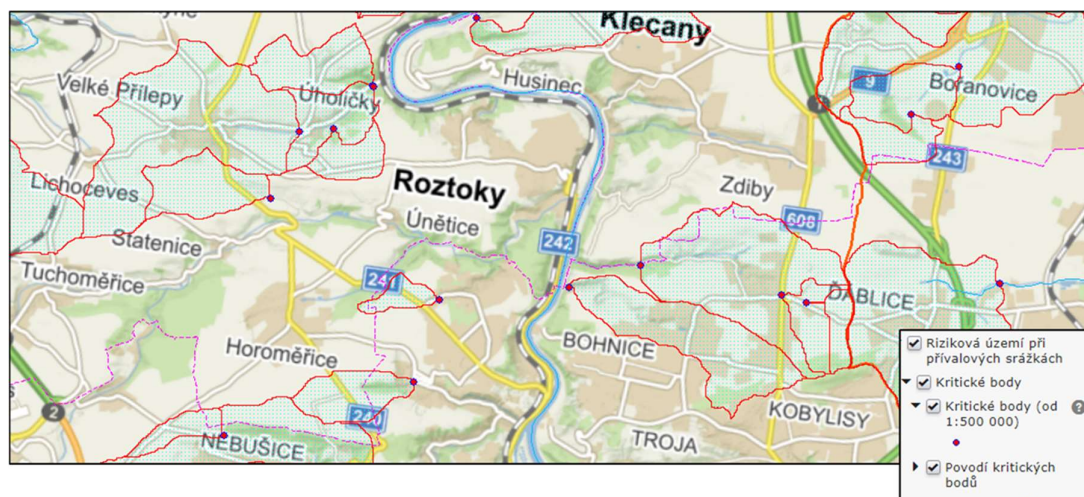 Klecany
Husinec
9
Bořanovice
Velké Přílepy
Úholičky
243
Lichoceves
Roztoky
Zdiby
Únětice
608
Statenice
242
Tuchoměřice
241
ĎÁBLICE
BOHNICE
Horoměřice
2
240
KOBYLISY
NEBUŠICE
TROJA
Riziková území při
přívalových srážkách
Kritické body
Kritické body (od
1:500 000)
?
Povodí kritických
bodů